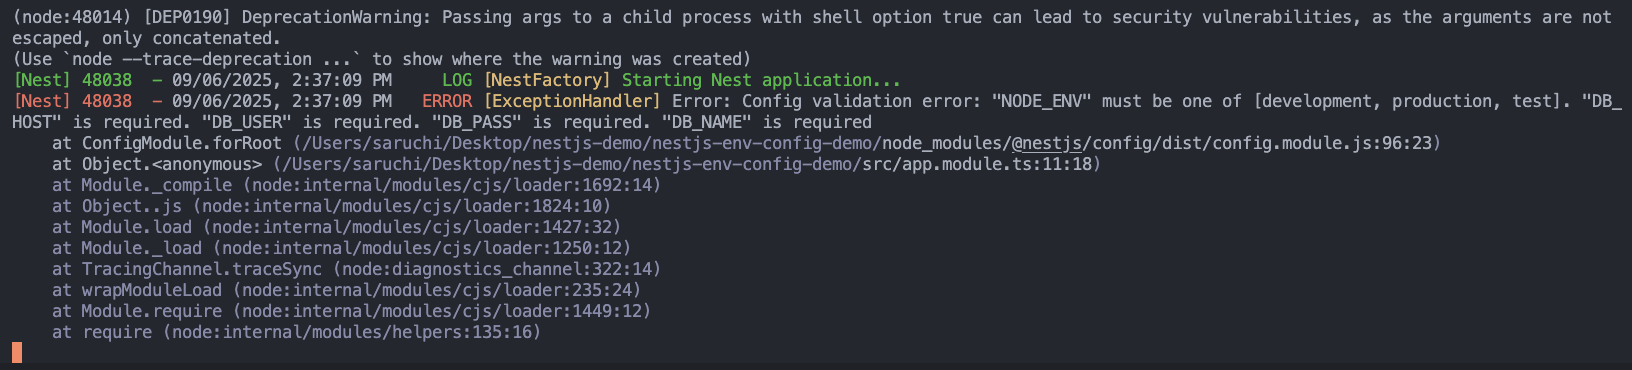 (node:48014) [DEP0190] DeprecationWarning: Passing args to a child process with shell option true can lead to security vulnerabilities, as the arguments are not
escaped, only concatenated.
(Use `node --trace-deprecation ...` to show where the warning was created)
[Nest] 48038  - 09/06/2025, 2:37:09 PM     LOG [NestFactory] Starting Nest application...
[Nest] 48038  - 09/06/2025, 2:37:09 PM   ERROR [ExceptionHandler] Error: Config validation error: "NODE_ENV" must be one of [development, production, test]. "DB_
HOST" is required. "DB_USER" is required. "DB_PASS" is required. "DB_NAME" is required
    at ConfigModule.forRoot (/Users/saruchi/Desktop/nestjs-demo/nestjs-env-config-demo/node_modules/@nestjs/config/dist/config.module.js:96:23)
    at Object.<anonymous> (/Users/saruchi/Desktop/nestjs-demo/nestjs-env-config-demo/src/app.module.ts:11:18)
    at Module._compile (node:internal/modules/cjs/loader:1692:14)
    at Object..js (node:internal/modules/cjs/loader:1824:10)
    at Module.load (node:internal/modules/cjs/loader:1427:32)
    at Module._load (node:internal/modules/cjs/loader:1250:12)
    at TracingChannel.traceSync (node:diagnostics_channel:322:14)
    at wrapModuleLoad (node:internal/modules/cjs/loader:235:24)
    at Module.require (node:internal/modules/cjs/loader:1449:12)
    at require (node:internal/modules/helpers:135:16)